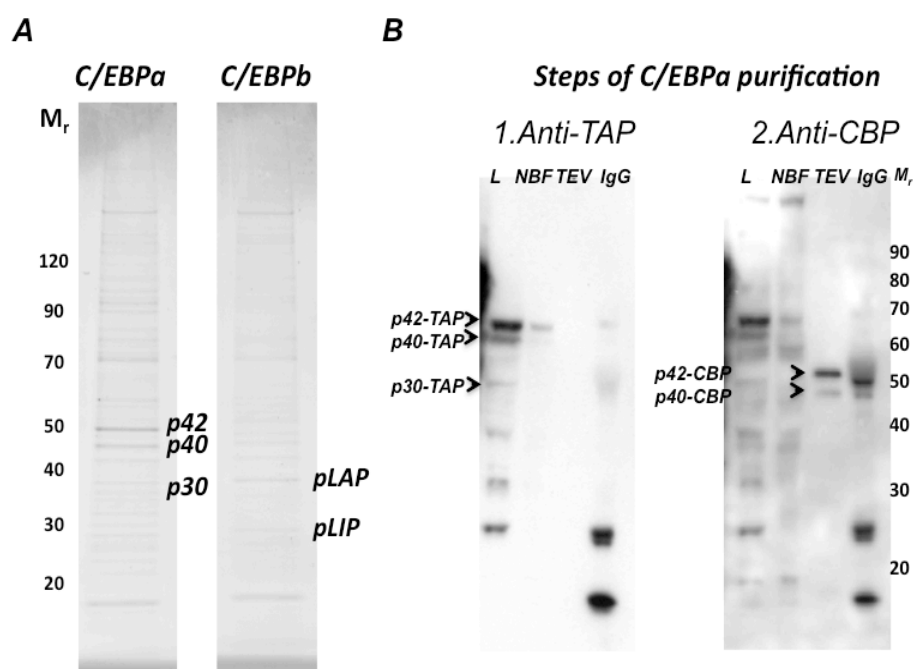 A
C/EBPa
C/EBPb
Mr
120
90
70
50
40
30
20
p42
p40
p30
pLAP
pLIP
B
Steps of C/EBPa purification
1.Anti-TAP
2.Anti-CBP
L NBF TEV IgG
L NBF TEV IgG Mr
p42-TAP
p40-TAP
p30-TAP
p42-CBP
p40-CBP
90
80
70
60
50
40
30
20